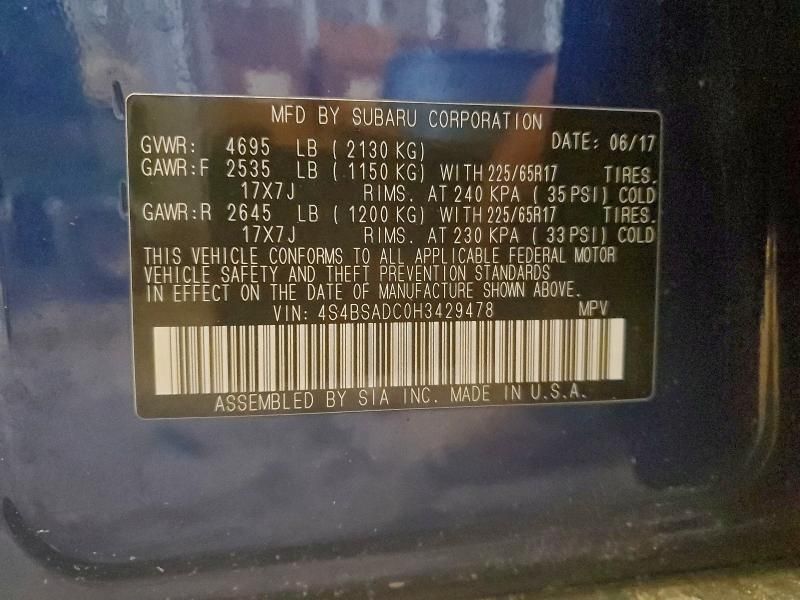 MFD BY SUBARU CORPORATION
GVWR: 4695 LB ( 2130 KG) DATE: 06/17
GAWR:F 2535 LB ( 1150 KG) WITH 225/65R17 TIRES.
17X7J RIMS. AT 240 KPA ( 35 PSI) COLD
GAWR:R 2645 LB ( 1200 KG) WITH 225/65R17 TIRES.
17X7J RIMS. AT 230 KPA ( 33 PSI) COLD
THIS VEHICLE CONFORMS TO ALL APPLICABLE FEDERAL MOTOR
VEHICLE SAFETY AND THEFT PREVENTION STANDARDS
IN EFFECT ON THE DATE OF MANUFACTURE SHOWN ABOVE.
VIN: 4S4BSADC0H3429478 MPV
ASSEMBLED BY SIA INC. MADE IN U.S.A.